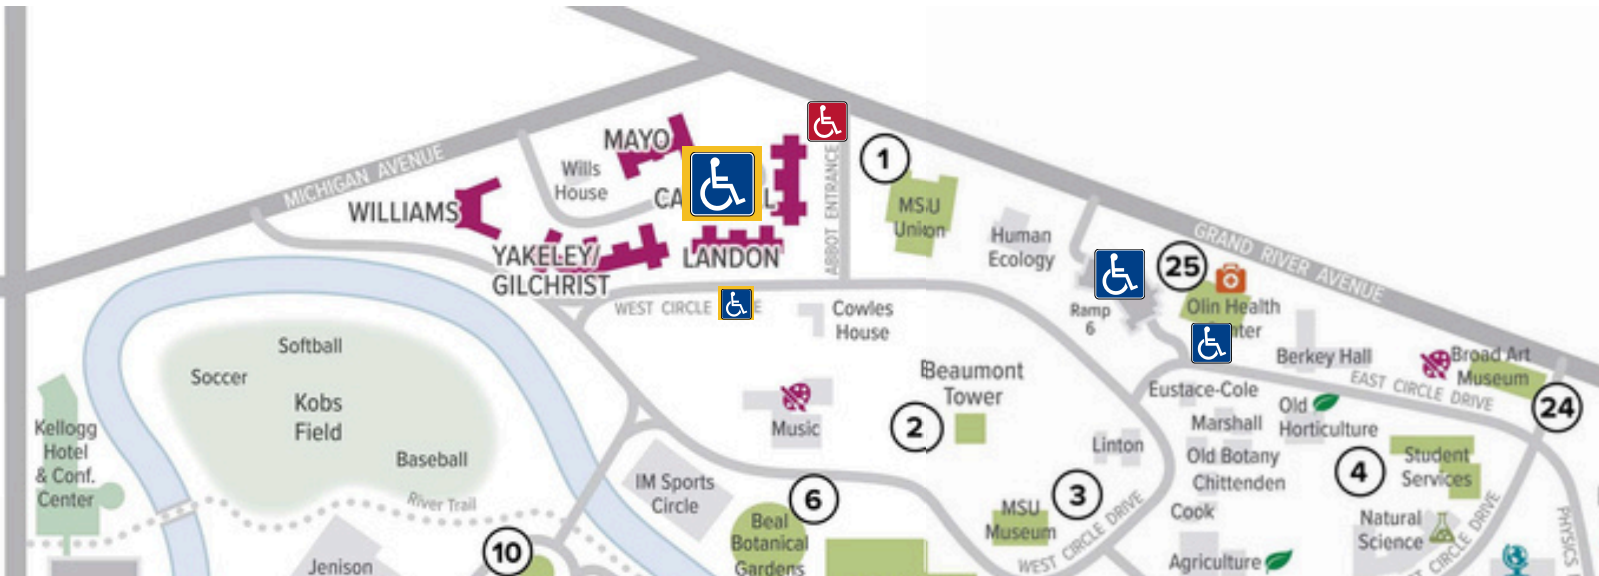 MICHIGAN AVENUE
MAYO
Wills
House
WILLIAMS
YAKELEY/
GILCHRIST
LANDON
ABBOT ENTRANCE
1
MSU
Union
Human
Ecology
GRAND RIVER AVENUE
25
Olin Health
Ramp
6
WEST CIRCLE
Cowles
House
Berkey Hall
Broad Art
Museum
EAST CIRCLE DRIVE
24
Softball
Soccer
Kobs
Field
Baseball
River Trail
Kellogg
Hotel
& Conf.
Center
Beaumont
Tower
2
Music
Eustace-Cole
Marshall
Old
Horticulture
Linton
Old Botany
Chittenden
4
Student
Services
IM Sports
Circle
6
Beal
Botanical
Gardens
3
MSU
Museum
WEST CIRCLE DRIVE
Cook
Natural
Science
Agriculture
CIRCLE DRIVE
PHYSICS
10
Jenison